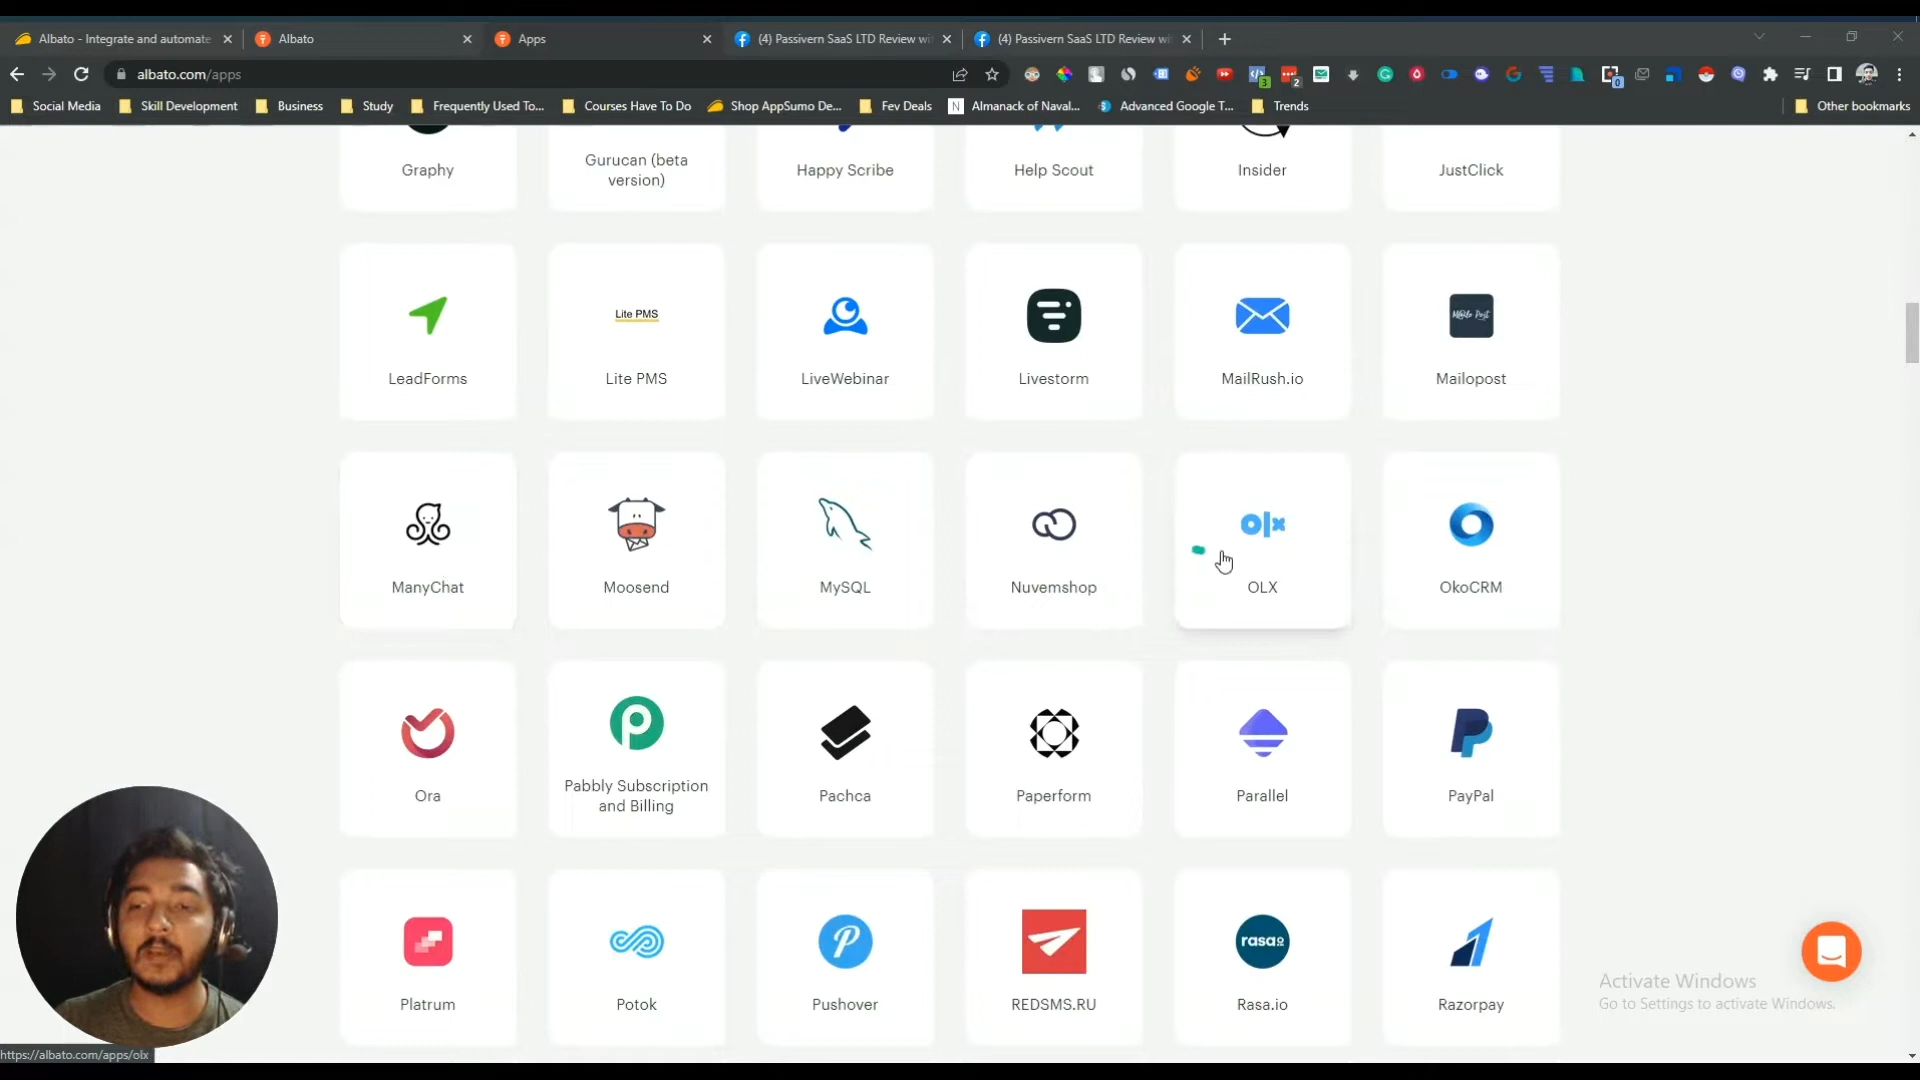 Albato - Integrate and automate
Albato
Apps
(4) Passivern SaaS LTD Review wi
(4) Passivern SaaS LTD Review wi
albato.com/apps
3
2
0
Social Media
Skill Development
Business
Study
Frequently Used To...
Courses Have To Do
Shop AppSumo De...
Fev Deals
N
Almanack of Naval...
Advanced Google T...
Trends
Other bookmarks
Graphy
Gurucan (beta
version)
Happy Scribe
Help Scout
Insider
JustClick
Lite PMS
LeadForms
Lite PMS
LiveWebinar
Livestorm
MailRush.io
Mailopost
olx
ManyChat
Moosend
MySQL
Nuvemshop
OLX
OkoCRM
Ora
Pabbly Subscription
and Billing
Pachca
Paperform
Parallel
PayPal
rasa
Platrum
Potok
Pushover
REDSMS.RU
Rasa.io
Razorpay
Activate Windows
Go to Settings to activate Windows.
https://albato.com/apps/olx